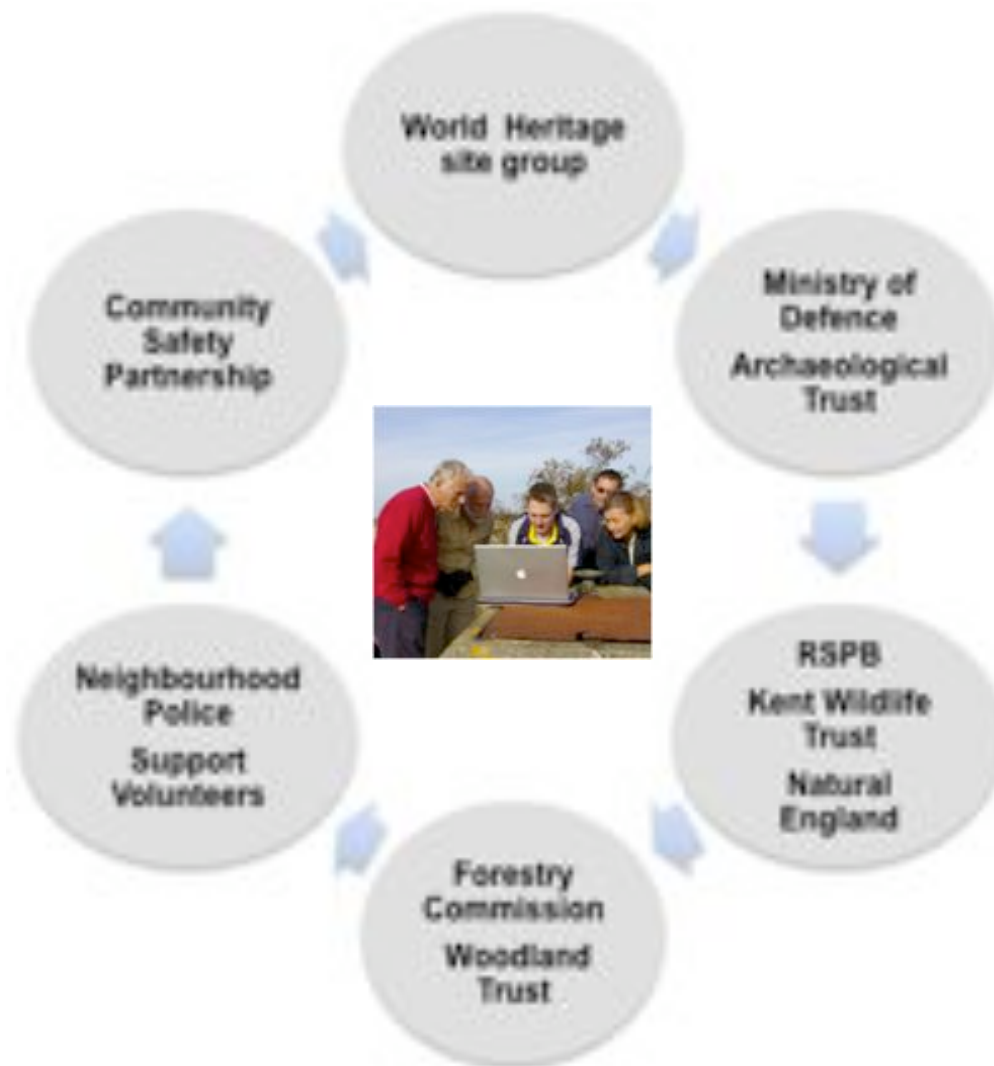 World Heritage
site group
Ministry of
Defence
Archaeological
Trust
RSPB
Kent Wildlife
Trust
Natural
England
Forestry
Commission
Woodland
Trust
Neighbourhood
Police
Support
Volunteers
Community
Safety
Partnership